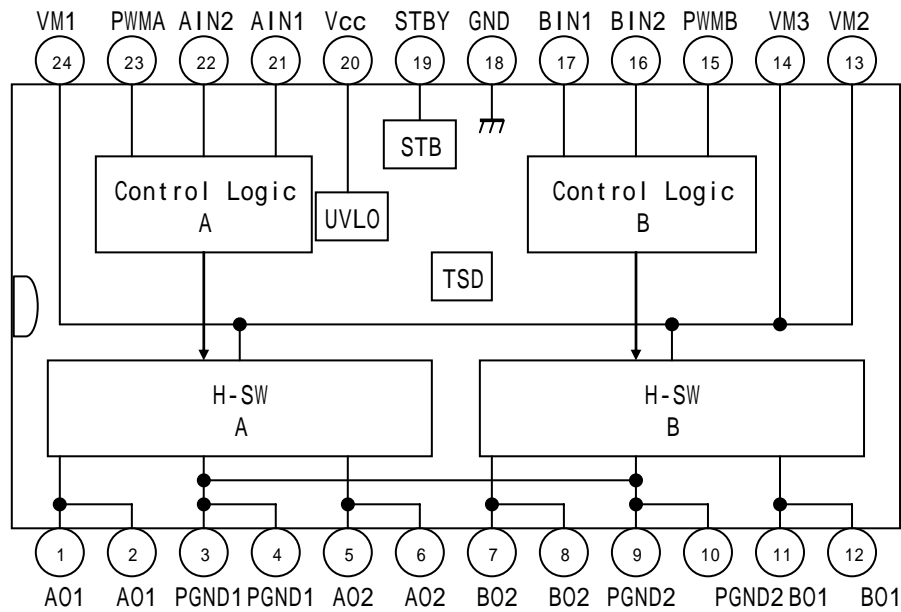 VM1 PWMA AIN2 AIN1 Vcc STBY GND BIN1 BIN2 PWMB VM3 VM2
24 23 22 21 20 19 18 17 16 15 14 13
STB
Control Logic
A
UVLO
Control Logic
B
TSD
H-SW
A
H-SW
B
1 2 3 4 5 6 7 8 9 10 11 12
AO1 AO1 PGND1 PGND1 AO2 AO2 BO2 BO2 PGND2 PGND2 BO1 BO1